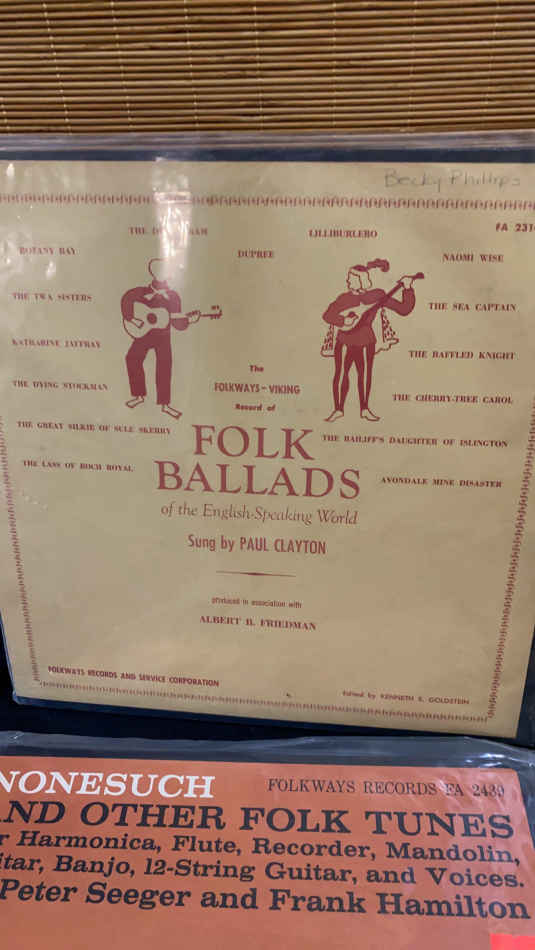 Becky Phillips
FA 231
THE D RAM
LILLIBURLERO
BOTANY BAY
DUPREE
NAOMI WISE
THE TWA SISTERS
THE SEA CAPTAIN
KATHARINE JAFFRAY
THE BAFFLED KNIGHT
The
THE DYING STOCKMAN
FOLKWAYS-VIKING
THE CHERRY-TREE CAROL
Record of
THE GREAT SILKIE OF SULE SKERRY
FOLK
THE BAILIFF'S DAUGHTER OF ISLINGTON
THE LASS OF ROCH ROYAL
BALLADS
AVONDALE MINE DISASTER
of the English-Speaking World
Sung by PAUL CLAYTON
produced in association with
ALBERT B. FRIEDMAN
FOLKWAYS RECORDS AND SERVICE CORPORATION
Edited by KENNETH S. GOLDSTEIN
NONESUCH
FOLKWAYS RECORDS FA 2439
ND OTHER FOLK TUNES
r Harmonica, Flute, Recorder, Mandolin,
itar, Banjo, 12-String Guitar, and Voices.
Peter Seeger and Frank Hamilton